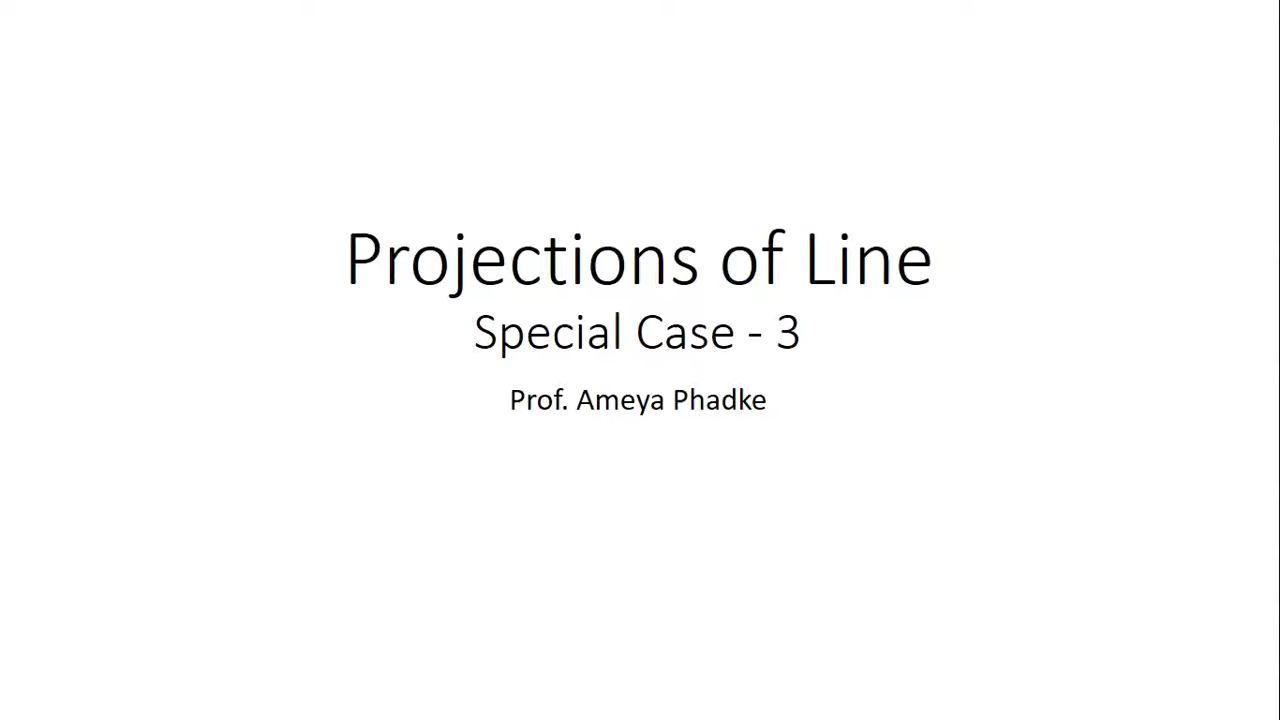 Projections of Line
Special Case - 3
Prof. Ameya Phadke